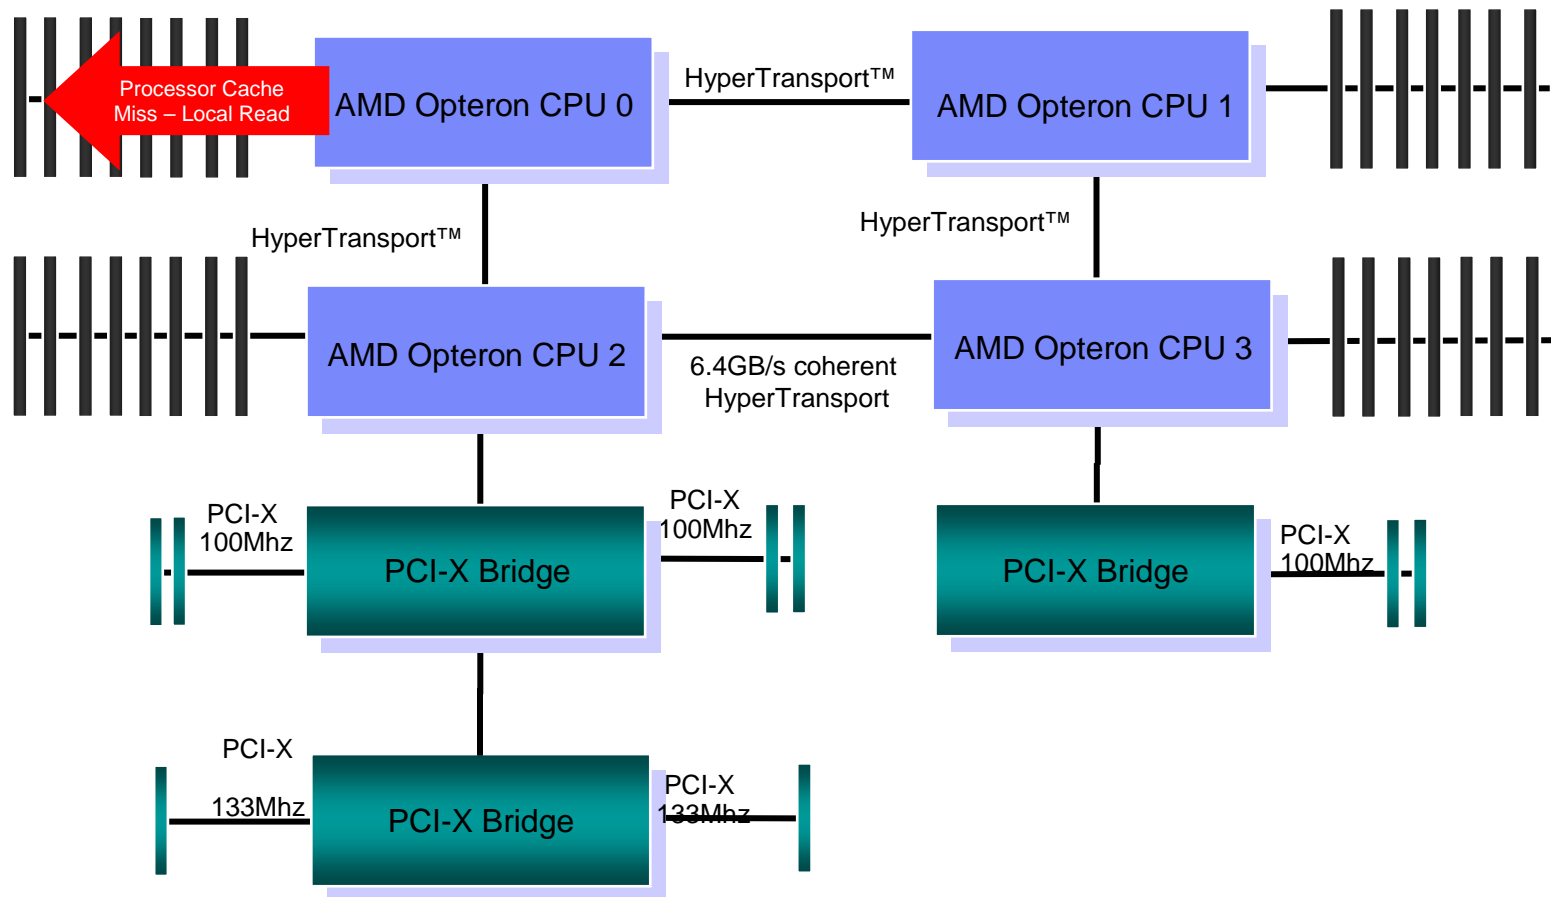 Processor Cache
Miss – Local Read
AMD Opteron CPU 0
HyperTransport™
AMD Opteron CPU 1
HyperTransport™
HyperTransport™
AMD Opteron CPU 2
6.4GB/s coherent
HyperTransport
AMD Opteron CPU 3
PCI-X
100Mhz
PCI-X Bridge
PCI-X
100Mhz
PCI-X Bridge
PCI-X
100Mhz
PCI-X
133Mhz
PCI-X Bridge
PCI-X
133Mhz